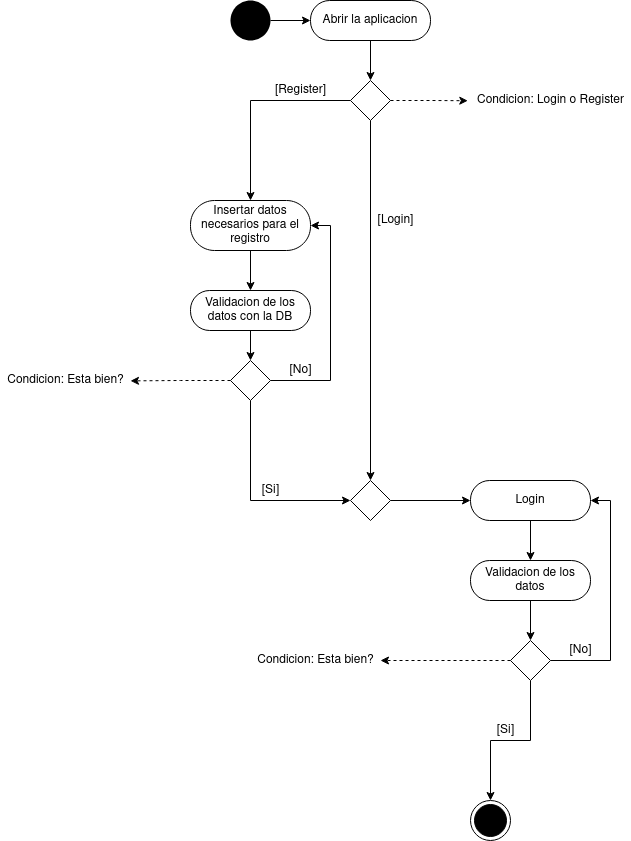 Abrir la aplicacion
[Register]
Condicion: Login o Register
Insertar datos
necesarios para el
registro
[Login]
Validacion de los
datos con la DB
Condicion: Esta bien?
[No]
[Si]
Login
Validacion de los
datos
Condicion: Esta bien?
[No]
[Si]